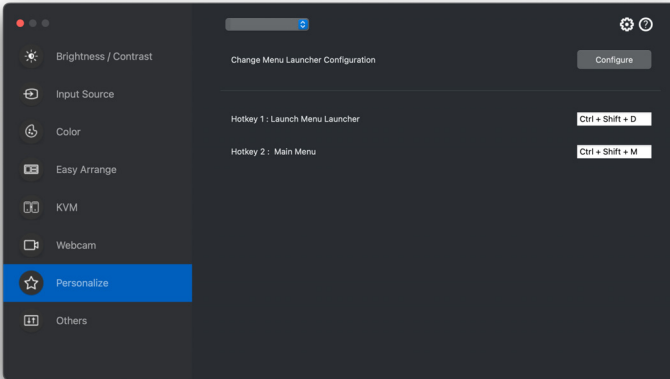 Brightness / Contrast
Input Source
Color
Easy Arrange
KVM
Webcam
Personalize
Others
Change Menu Launcher Configuration
Configure
Hotkey 1 : Launch Menu Launcher
Ctrl + Shift + D
Hotkey 2 : Main Menu
Ctrl + Shift + M